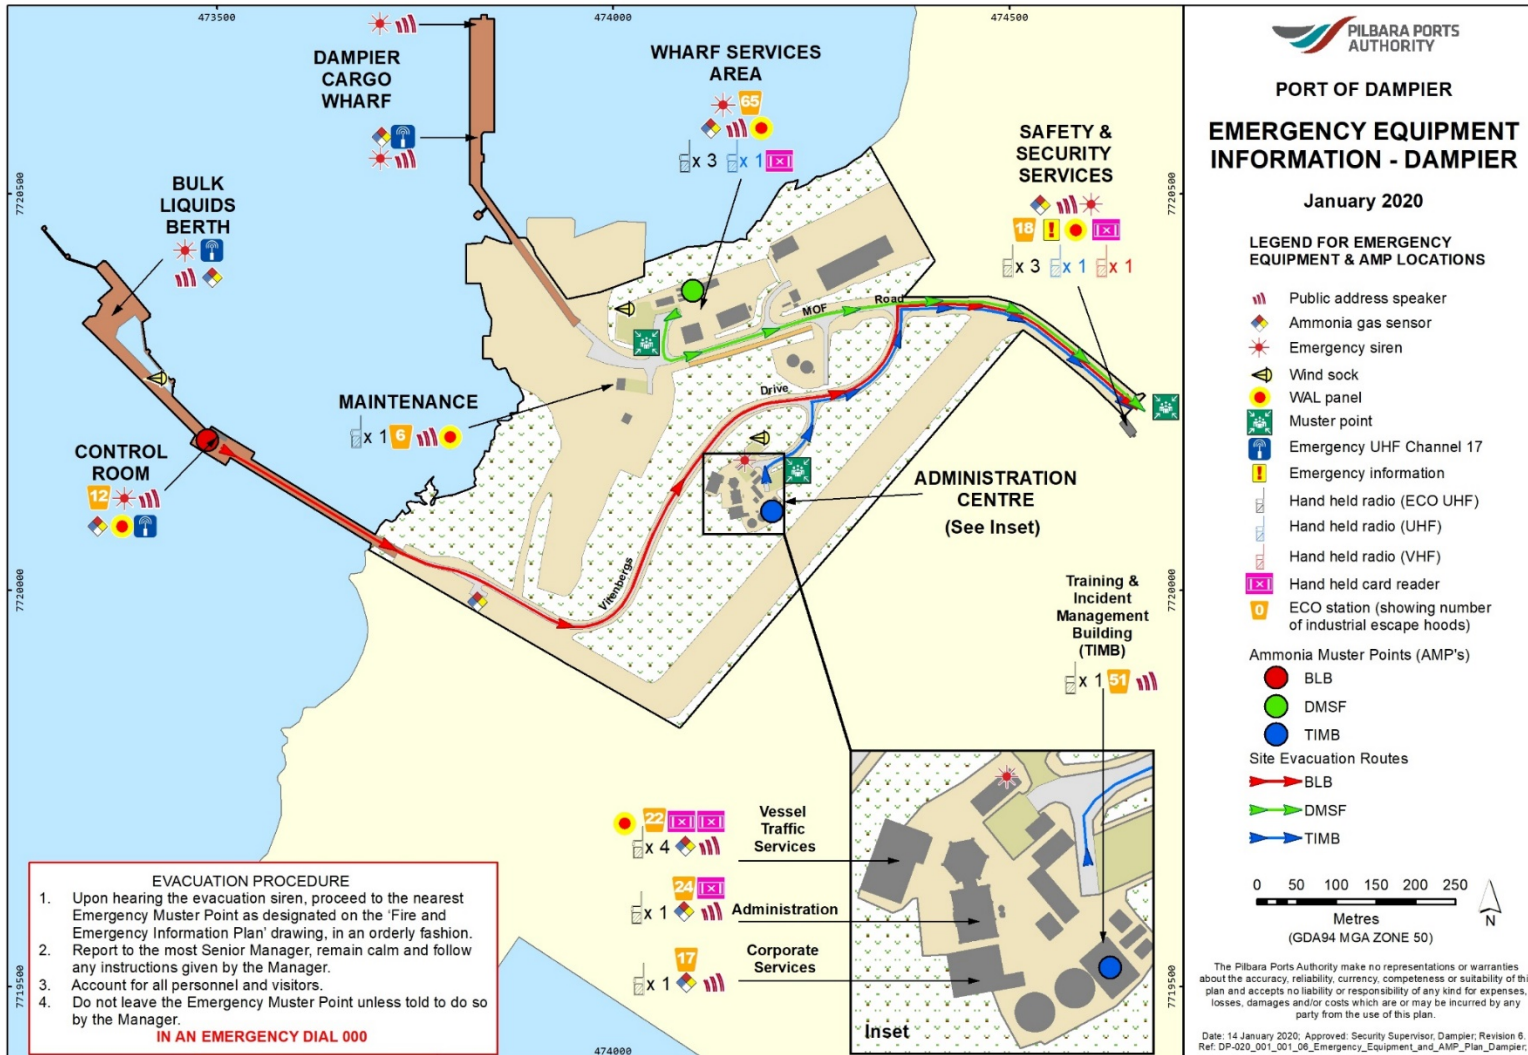 473500
474000
474500
7720500
7720000
7719500
7720500
7720000
7719500
474000
DAMPIER
CARGO
WHARF
WHARF SERVICES
AREA
65
x 3
x 1
SAFETY &
SECURITY
SERVICES
18
!
x 3
x 1
x 1
BULK
LIQUIDS
BERTH
MAINTENANCE
x 1
6
CONTROL
ROOM
12
MOF
Road
Drive
Vitenbergs
ADMINISTRATION
CENTRE
(See Inset)
Training &
Incident
Management
Building
(TIMB)
x 1
51
Vessel
Traffic
Services
22
x 4
Administration
24
x 1
Corporate
Services
17
x 1
Inset
EVACUATION PROCEDURE
1. Upon hearing the evacuation siren, proceed to the nearest
Emergency Muster Point as designated on the 'Fire and
Emergency Information Plan' drawing, in an orderly fashion.
2. Report to the most Senior Manager, remain calm and follow
any instructions given by the Manager.
3. Account for all personnel and visitors.
4. Do not leave the Emergency Muster Point unless told to do so
by the Manager.
IN AN EMERGENCY DIAL 000
PILBARA PORTS
AUTHORITY
PORT OF DAMPIER
EMERGENCY EQUIPMENT
INFORMATION - DAMPIER
January 2020
LEGEND FOR EMERGENCY
EQUIPMENT & AMP LOCATIONS
Public address speaker
Ammonia gas sensor
Emergency siren
Wind sock
WAL panel
Muster point
Emergency UHF Channel 17
! Emergency information
Hand held radio (ECO UHF)
Hand held radio (UHF)
Hand held radio (VHF)
Hand held card reader
0 ECO station (showing number
of industrial escape hoods)
Ammonia Muster Points (AMP's)
BLB
DMSF
TIMB
Site Evacuation Routes
BLB
DMSF
TIMB
0 50 100 150 200 250
Metres
(GDA94 MGA ZONE 50)
N
The Pilbara Ports Authority make no representations or warranties
about the accuracy, reliability, currency, competeness or suitability of thi
plan and accepts no liability or responsibility of any kind for expenses,
losses, damages and/or costs which are or may be incurred by any
party from the use of this plan.
Date: 14 January 2020; Approved: Security Supervisor, Dampier; Revision 6.
Ref: DP-020_001_001_06_Emergency_Equipment_and_AMP_Plan_Dampier;